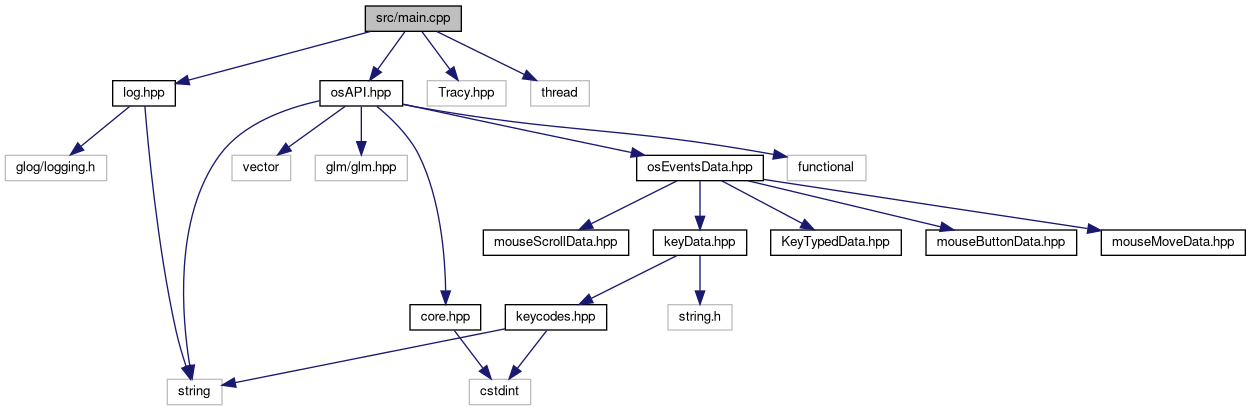 src/main.cpp
log.hpp
osAPI.hpp
Tracy.hpp
thread
glog/logging.h
vector
glm/glm.hpp
osEventsData.hpp
functional
mouseScrollData.hpp
keyData.hpp
KeyTypedData.hpp
mouseButtonData.hpp
mouseMoveData.hpp
core.hpp
keycodes.hpp
string.h
string
cstdint